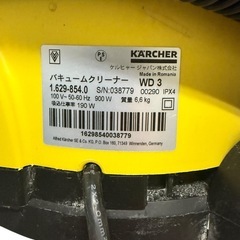 KÄRCHER
ケルヒャー ジャパン株式会社
Made in Romania
バキュームクリーナー WD 3
1.629-854.0 S/N:038779 00290 IPX4
100 V~ 50-60 Hz 900 W 質量 6,6 kg
吸込仕事率 190 W
16298540038779
Alfred Kärcher SE & Co. KG, P.O. Box 160, 71349 Winnenden, Germany